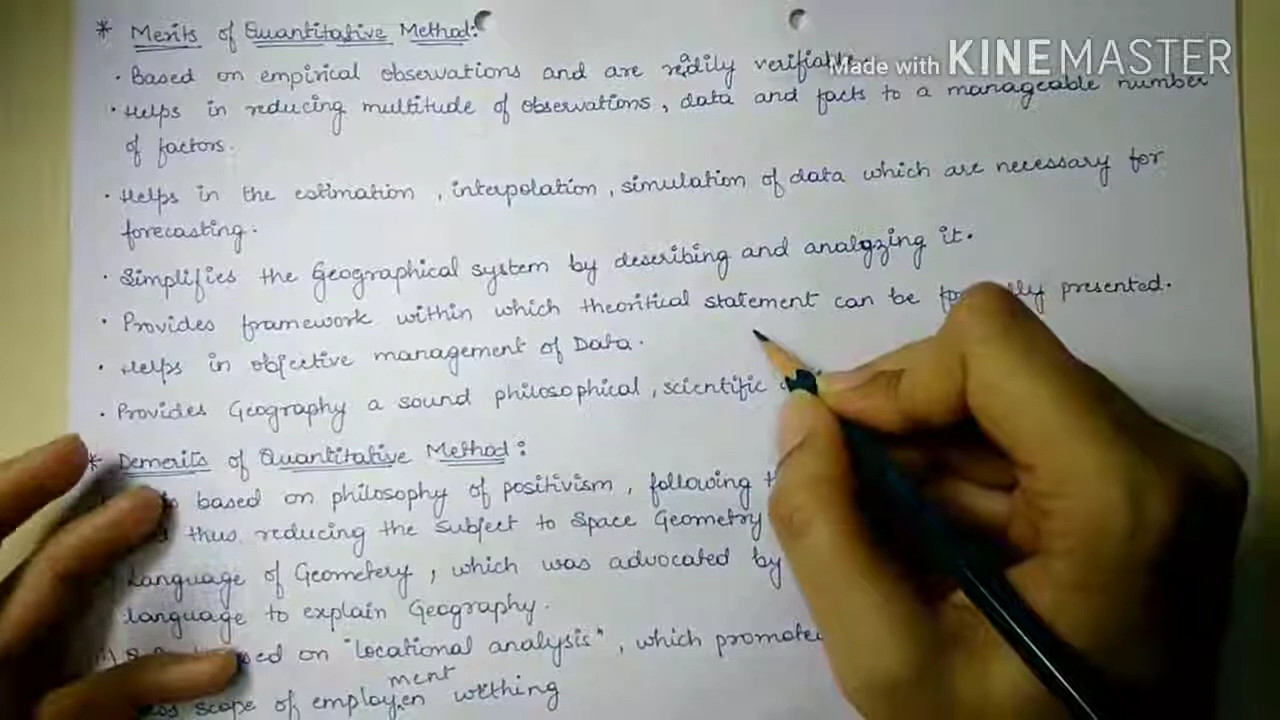 * Merits of Quantitative Method:
Made with KINEMASTER
· Based on empirical observations and are readily verifiable
· Helps in reducing multitude of observations, data and facts to a manageable number
of factors.
· Helps in the estimation, interpolation, simulation of data which are necessary for
forecasting.
· Simplifies the Geographical system by describing and analyzing it.
· Provides framework within which theoritical statement can be presented.
· Helps in objective management of Data.
· Provides Geography a sound philosophical, scientific
* Demerits of Quantitative Method:
based on philosophy of positivism, following
thus reducing the subject to Space Geometry
Language of Geometery, which was advocated by
language to explain Geography.
on "locational analysis", which promote
ment
scope of employen withing